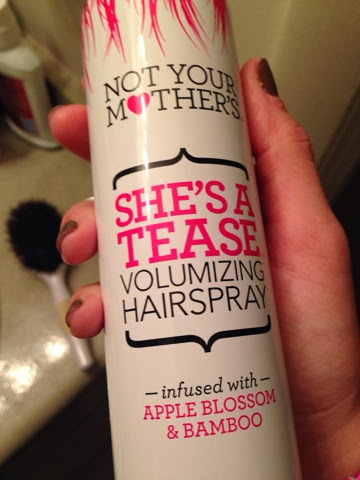 NOT YOUR
MOTHER'S
SHE'S A
TEASE
VOLUMIZING
HAIRSPRAY
—infused with—
APPLE BLOSSOM
& BAMBOO